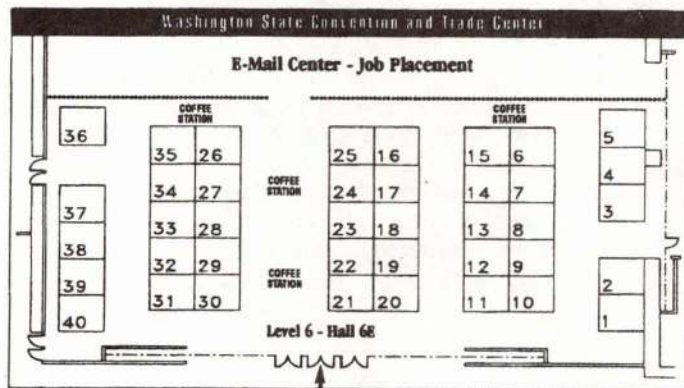 Washington State Convention and Trade Center
E-Mail Center - Job Placement
COFFEE
STATION
COFFEE
STATION
36
35 26
25 16
15 6
5
34 27
COFFEE
STATION
24 17
14 7
4
37
33 28
23 18
13 8
3
38
32 29
COFFEE
STATION
22 19
12 9
2
39
31 30
21 20
11 10
1
40
Level 6 - Hall 6E